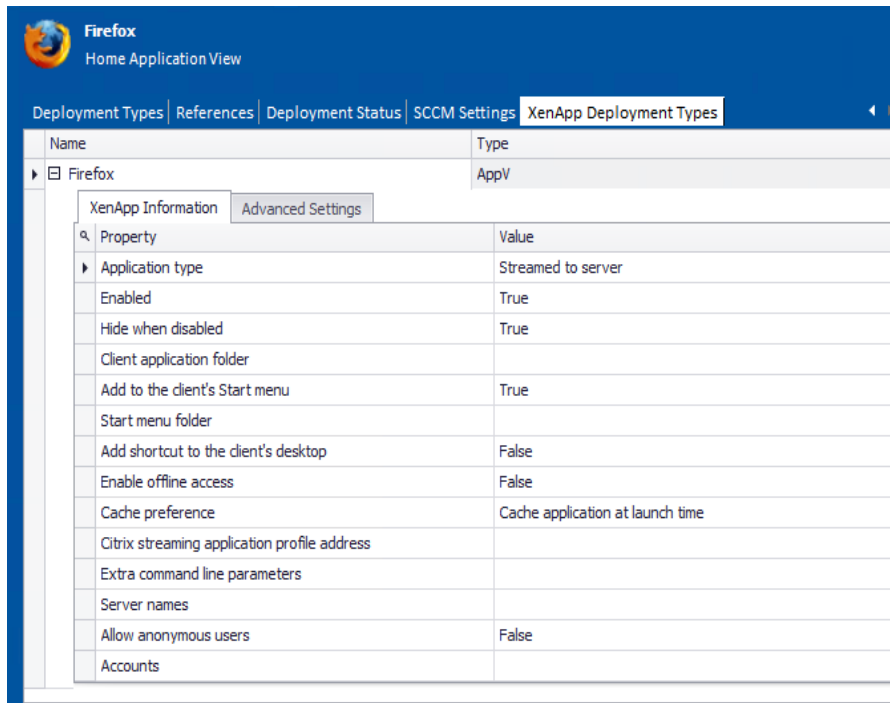 Firefox
Home Application View
Deployment Types References Deployment Status SCCM Settings XenApp Deployment Types
Name Type
Firefox AppV
XenApp Information Advanced Settings
Property Value
Application type Streamed to server
Enabled True
Hide when disabled True
Client application folder
Add to the client's Start menu True
Start menu folder
Add shortcut to the client's desktop False
Enable offline access False
Cache preference Cache application at launch time
Citrix streaming application profile address
Extra command line parameters
Server names
Allow anonymous users False
Accounts